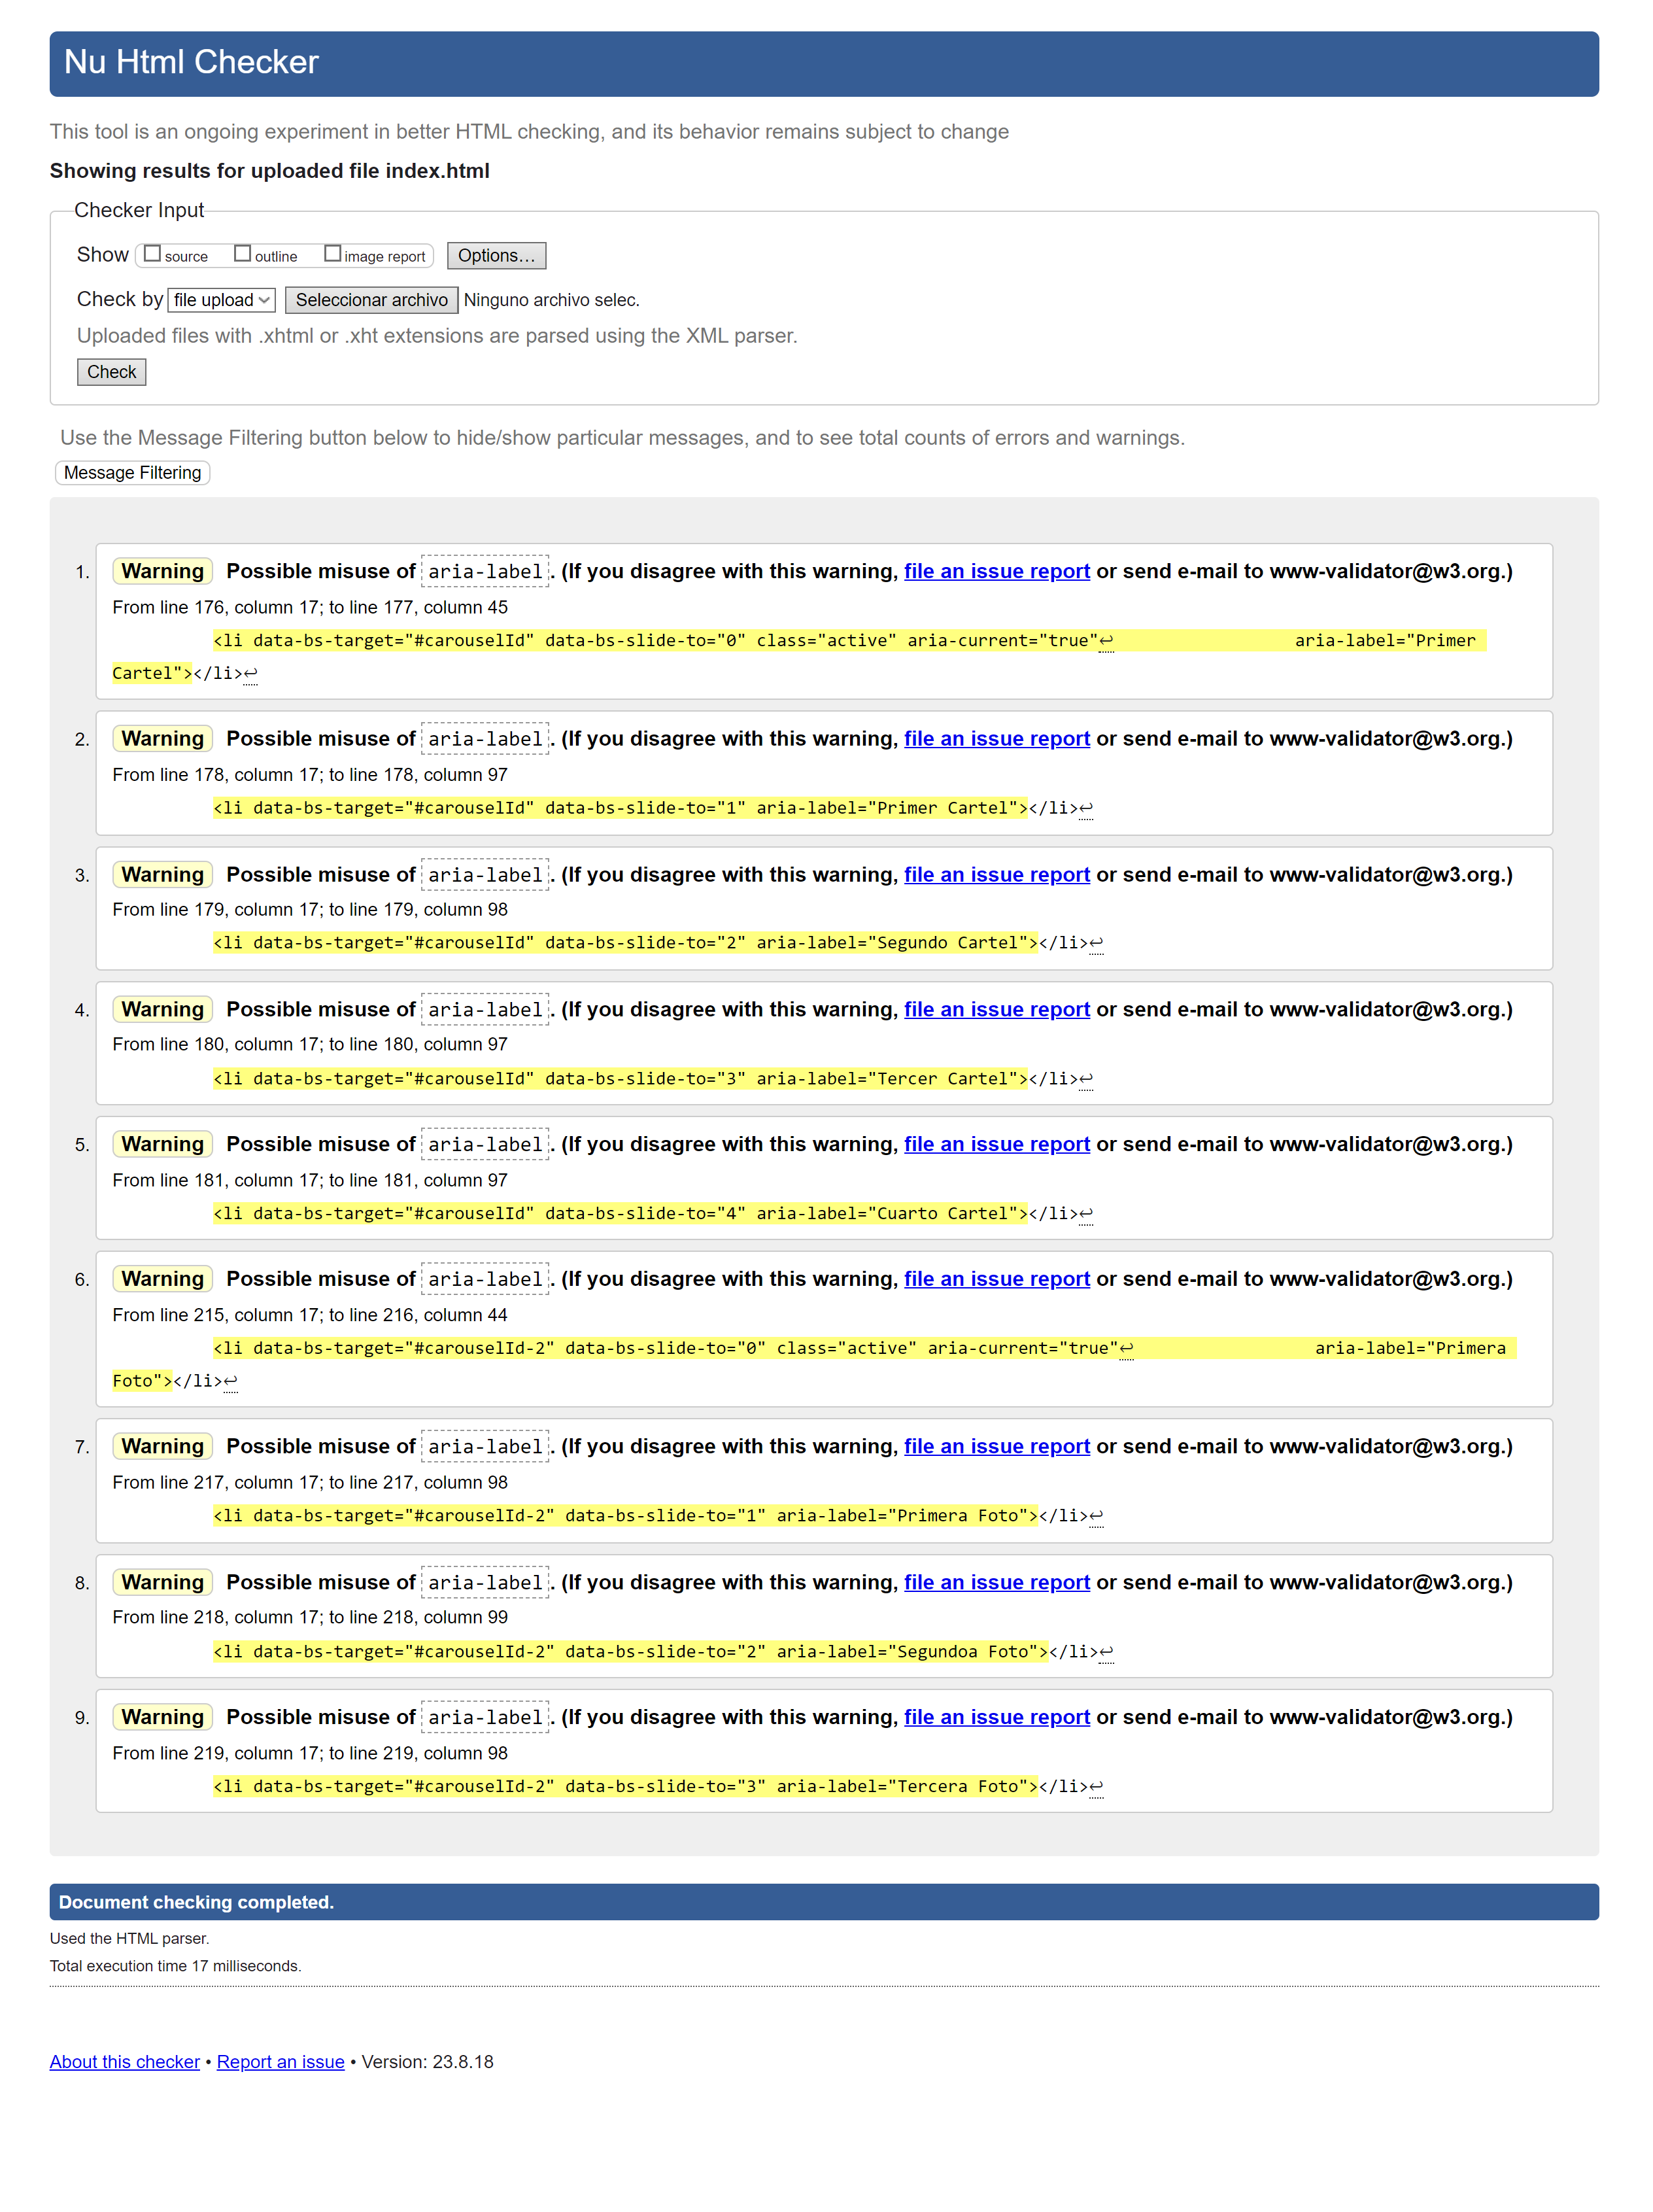 Nu Html Checker
This tool is an ongoing experiment in better HTML checking, and its behavior remains subject to change
Showing results for uploaded file index.html
Checker Input
Show source outline image report Options...
Check by file upload Seleccionar archivo Ninguno archivo selec.
Uploaded files with .xhtml or .xht extensions are parsed using the XML parser.
Check
Use the Message Filtering button below to hide/show particular messages, and to see total counts of errors and warnings.
Message Filtering
1. Warning Possible misuse of aria-label. (If you disagree with this warning, file an issue report or send e-mail to www-validator@w3.org.)
From line 176, column 17; to line 177, column 45
<li data-bs-target="#carouselId" data-bs-slide-to="0" class="active" aria-current="true"↩ aria-label="Primer
Cartel"></li>↩
2. Warning Possible misuse of aria-label. (If you disagree with this warning, file an issue report or send e-mail to www-validator@w3.org.)
From line 178, column 17; to line 178, column 97
<li data-bs-target="#carouselId" data-bs-slide-to="1" aria-label="Primer Cartel"></li>↩
3. Warning Possible misuse of aria-label. (If you disagree with this warning, file an issue report or send e-mail to www-validator@w3.org.)
From line 179, column 17; to line 179, column 98
<li data-bs-target="#carouselId" data-bs-slide-to="2" aria-label="Segundo Cartel"></li>↩
4. Warning Possible misuse of aria-label. (If you disagree with this warning, file an issue report or send e-mail to www-validator@w3.org.)
From line 180, column 17; to line 180, column 97
<li data-bs-target="#carouselId" data-bs-slide-to="3" aria-label="Tercer Cartel"></li>↩
5. Warning Possible misuse of aria-label. (If you disagree with this warning, file an issue report or send e-mail to www-validator@w3.org.)
From line 181, column 17; to line 181, column 97
<li data-bs-target="#carouselId" data-bs-slide-to="4" aria-label="Cuarto Cartel"></li>↩
6. Warning Possible misuse of aria-label. (If you disagree with this warning, file an issue report or send e-mail to www-validator@w3.org.)
From line 215, column 17; to line 216, column 44
<li data-bs-target="#carouselId-2" data-bs-slide-to="0" class="active" aria-current="true"↩ aria-label="Primera
Foto"></li>↩
7. Warning Possible misuse of aria-label. (If you disagree with this warning, file an issue report or send e-mail to www-validator@w3.org.)
From line 217, column 17; to line 217, column 98
<li data-bs-target="#carouselId-2" data-bs-slide-to="1" aria-label="Primera Foto"></li>↩
8. Warning Possible misuse of aria-label. (If you disagree with this warning, file an issue report or send e-mail to www-validator@w3.org.)
From line 218, column 17; to line 218, column 99
<li data-bs-target="#carouselId-2" data-bs-slide-to="2" aria-label="Segundoa Foto"></li>↩
9. Warning Possible misuse of aria-label. (If you disagree with this warning, file an issue report or send e-mail to www-validator@w3.org.)
From line 219, column 17; to line 219, column 98
<li data-bs-target="#carouselId-2" data-bs-slide-to="3" aria-label="Tercera Foto"></li>↩
Document checking completed.
Used the HTML parser.
Total execution time 17 milliseconds.
About this checker • Report an issue • Version: 23.8.18